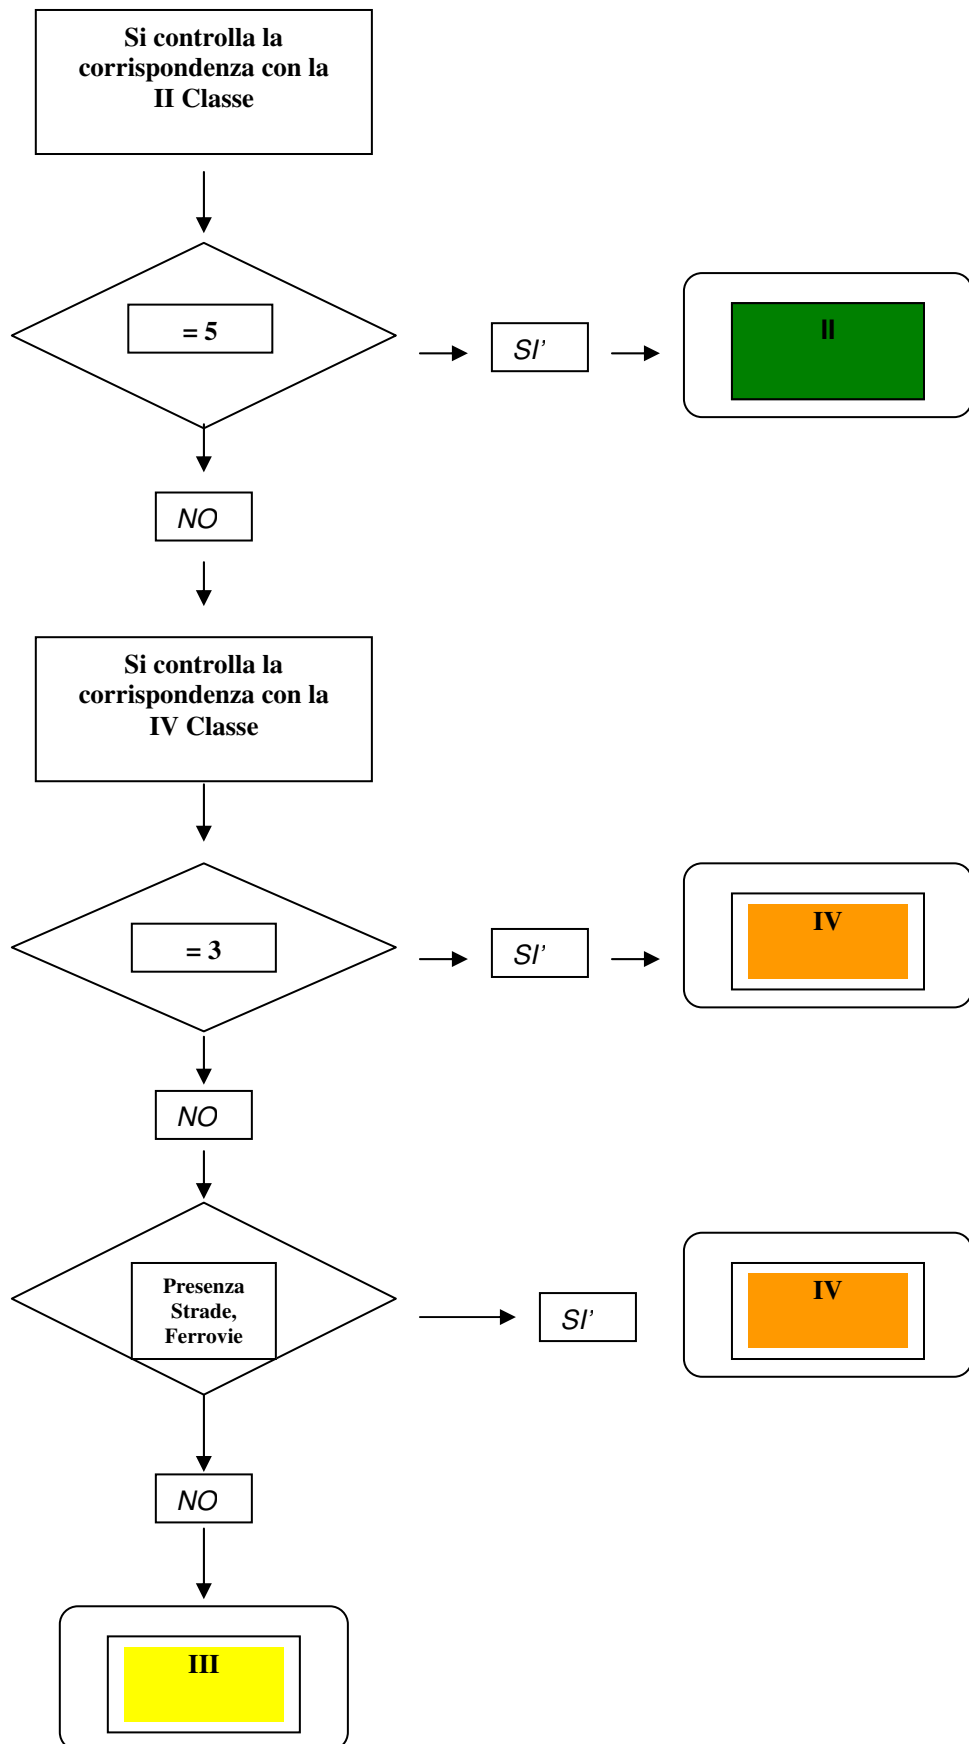 Si controlla la
corrispondenza con la
II Classe
= 5
SI’
II
NO
Si controlla la
corrispondenza con la
IV Classe
= 3
SI’
IV
NO
Presenza
Strade,
Ferrovie
SI’
IV
NO
III